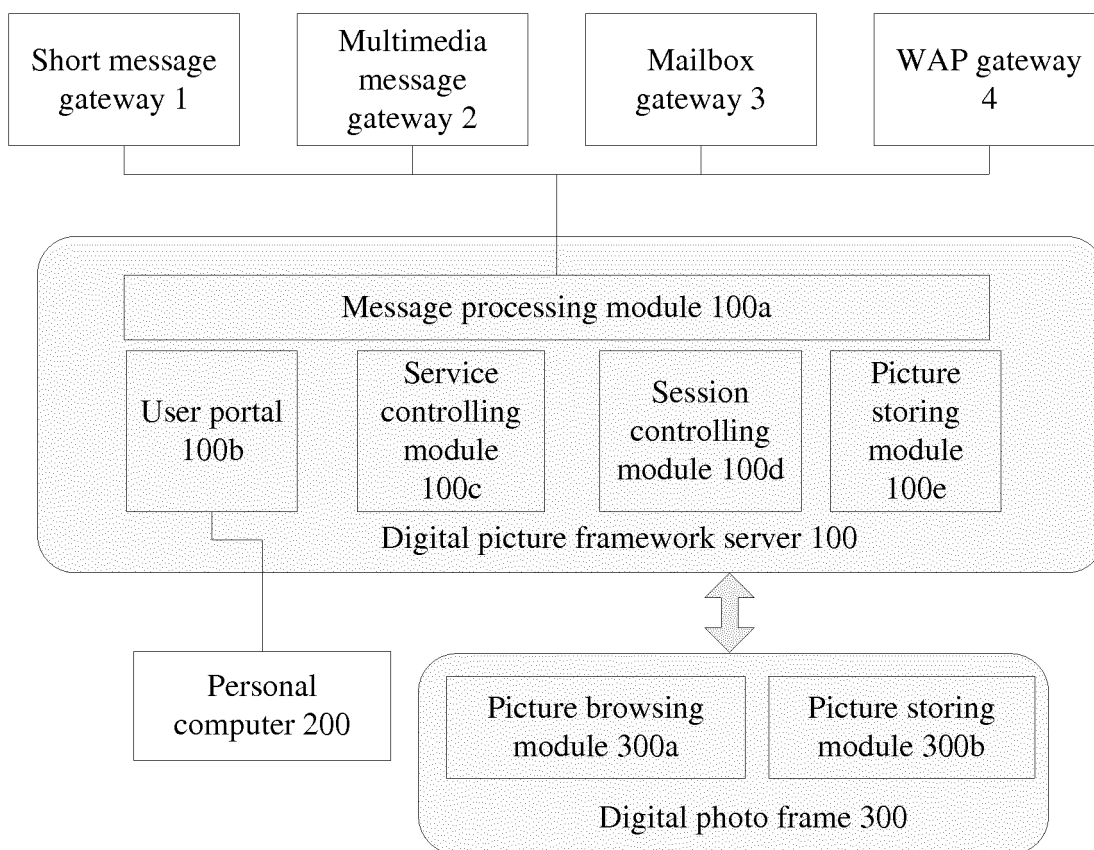 Short message
gateway 1
Multimedia
message
gateway 2
Mailbox
gateway 3
WAP gateway
4
Message processing module 100a
User portal
100b
Service
controlling
module
100c
Session
controlling
module 100d
Picture
storing
module
100e
Digital picture framework server 100
Personal
computer 200
Picture browsing
module 300a
Picture storing
module 300b
Digital photo frame 300